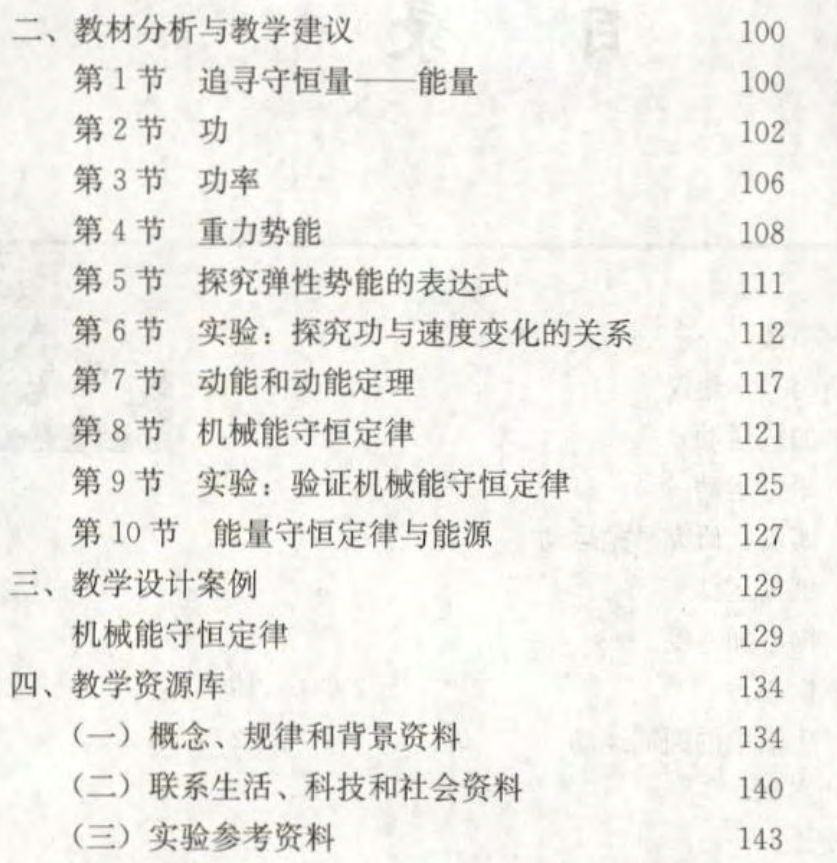 二、教材分析与教学建议 100
第 1 节 追寻守恒量——能量 100
第 2 节 功 102
第 3 节 功率 106
第 4 节 重力势能 108
第 5 节 探究弹性势能的表达式 111
第 6 节 实验：探究功与速度变化的关系 112
第 7 节 动能和动能定理 117
第 8 节 机械能守恒定律 121
第 9 节 实验：验证机械能守恒定律 125
第 10 节 能量守恒定律与能源 127
三、教学设计案例 129
机械能守恒定律 129
四、教学资源库 134
（一）概念、规律和背景资料 134
（二）联系生活、科技和社会资料 140
（三）实验参考资料 143